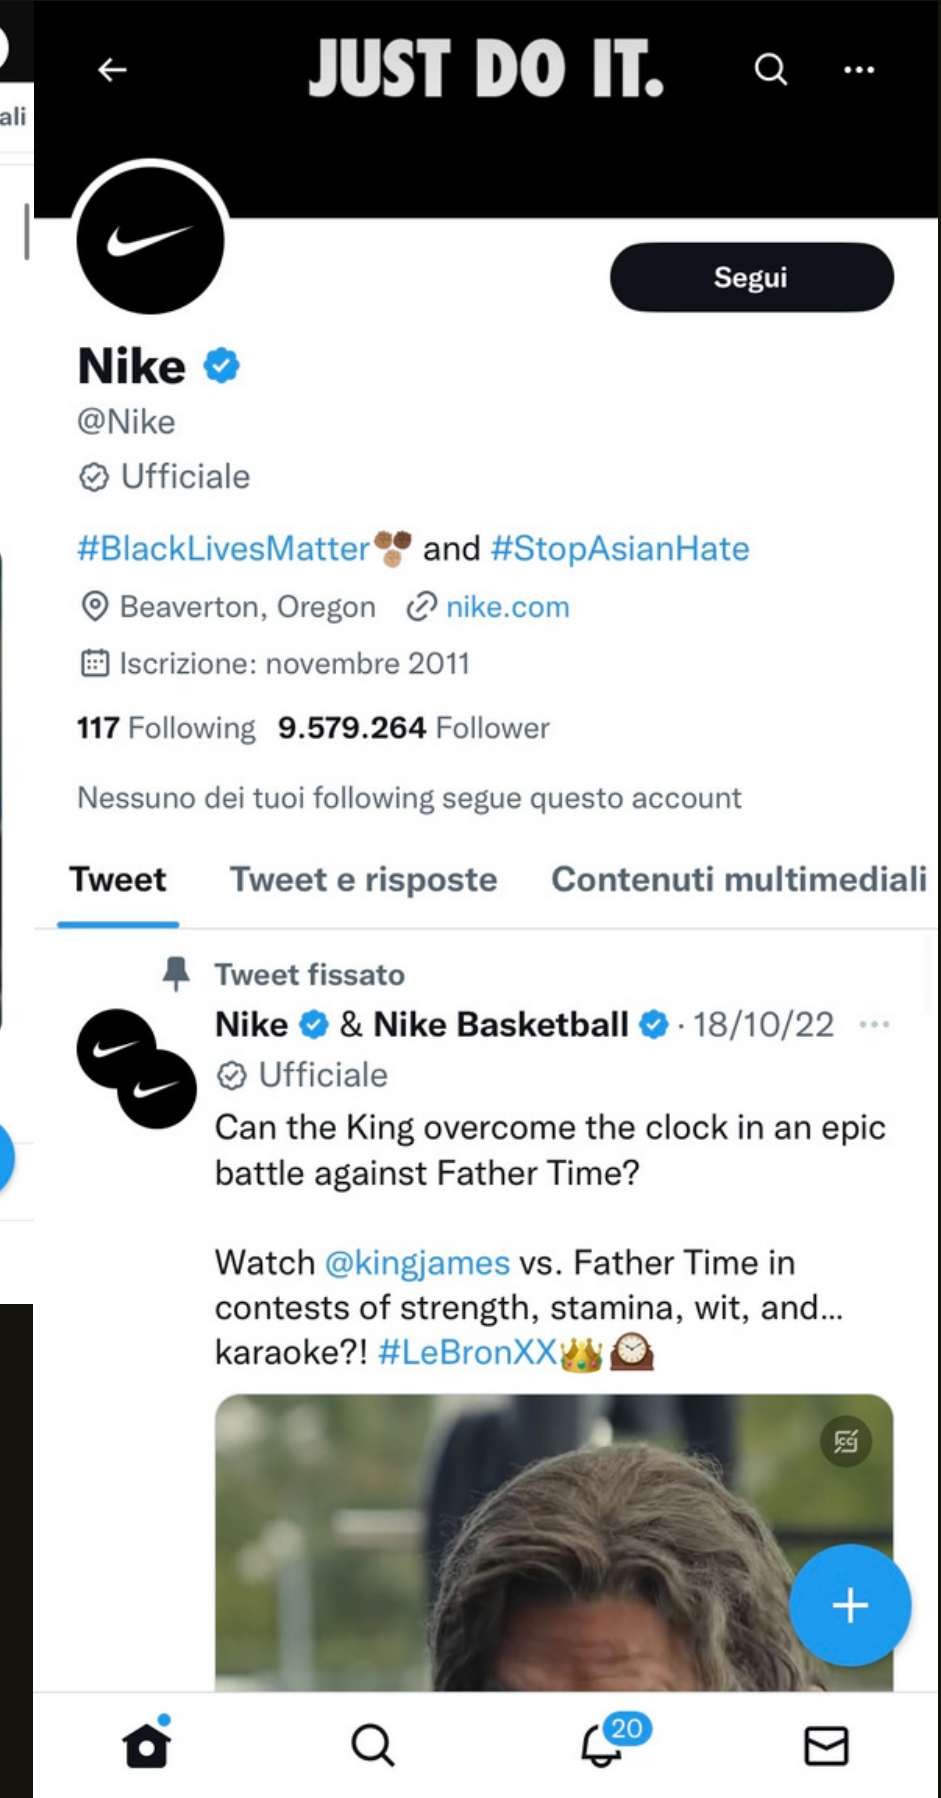 ali
JUST DO IT.
Segui
Nike
@Nike
Ufficiale
#BlackLivesMatter and #StopAsianHate
Beaverton, Oregon nike.com
Iscrizione: novembre 2011
117 Following 9.579.264 Follower
Nessuno dei tuoi following segue questo account
Tweet Tweet e risposte Contenuti multimediali
Tweet fissato
Nike & Nike Basketball · 18/10/22
Ufficiale
Can the King overcome the clock in an epic
battle against Father Time?
Watch @kingjames vs. Father Time in
contests of strength, stamina, wit, and...
karaoke?! #LeBronXX
cc
20